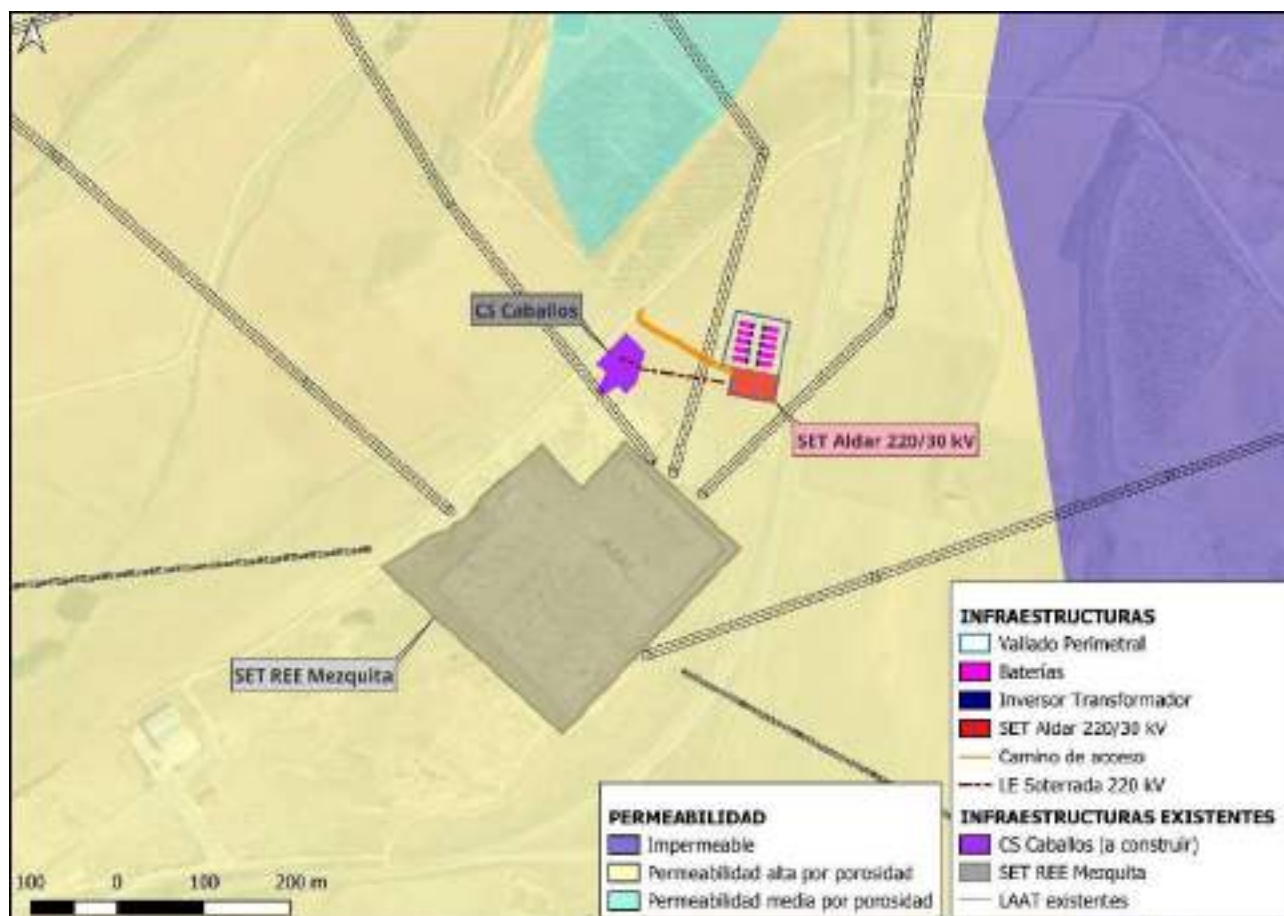 CS Caballos
SET Aldar 220/30 kV
SET REE Mezquita
INFRAESTRUCTURAS
Vallado Perimetral
Baterías
Inversor Transformador
SET Aldar 220/30 kV
Camino de acceso
LE Soterrada 220 kV
INFRAESTRUCTURAS EXISTENTES
CS Caballos (a construir)
SET REE Mezquita
LAAT existentes
PERMEABILIDAD
Impermeable
Permeabilidad alta por porosidad
Permeabilidad media por porosidad
100 0 100 200 m